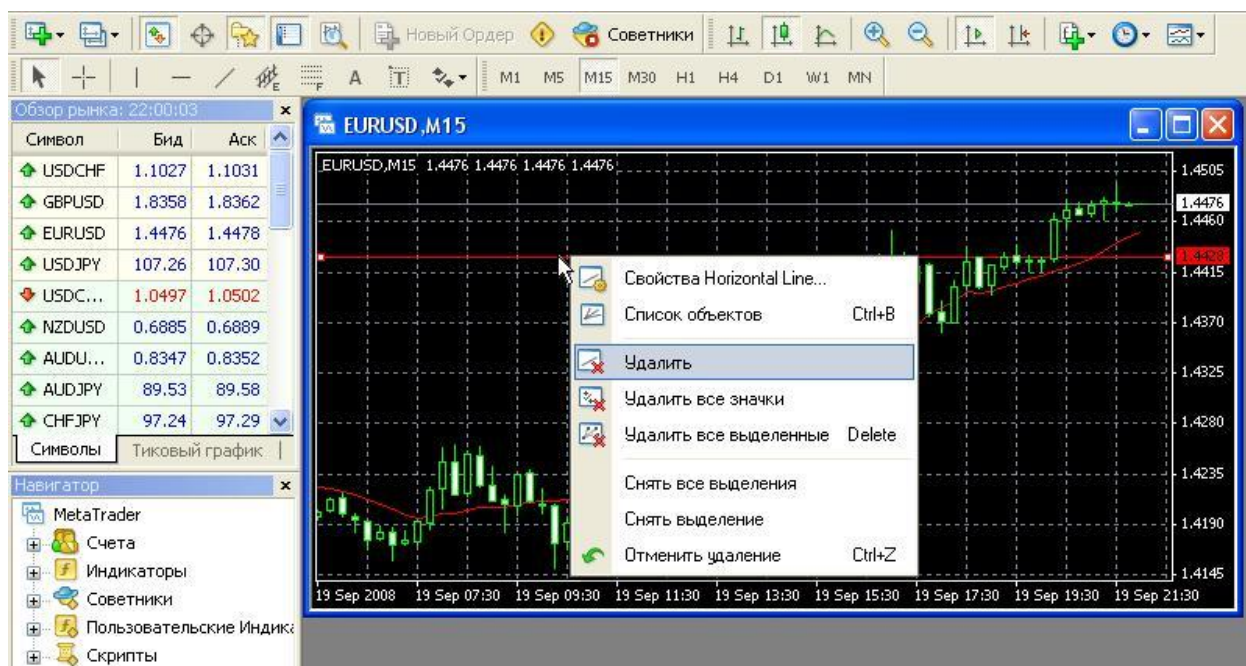 Новый Ордер Советники
E F A T M1 M5 M15 M30 H1 H4 D1 W1 MN
Обзор рынка: 22:00:03
Символ Бид Аск
USDCHF 1.1027 1.1031
GBPUSD 1.8358 1.8362
EURUSD 1.4476 1.4478
USDJPY 107.26 107.30
USDC... 1.0497 1.0502
NZDUSD 0.6885 0.6889
AUDU... 0.8347 0.8352
AUDJPY 89.53 89.58
CHFJPY 97.24 97.29
Символы Тиковый график
Навигатор
MetaTrader
Счета
Индикаторы
Советники
Пользовательские Индика
Скрипты
EURUSD,M15
EURUSD,M15 1.4476 1.4476 1.4476 1.4476
1.4505
1.4476
1.4460
1.4428
1.4415
1.4370
1.4325
1.4280
1.4235
1.4190
1.4145
Свойства Horizontal Line...
Список объектов Ctrl+B
Удалить
Удалить все значки
Удалить все выделенные Delete
Снять все выделения
Снять выделение
Отменить удаление Ctrl+Z
19 Sep 2008 19 Sep 07:30 19 Sep 09:30 19 Sep 11:30 19 Sep 13:30 19 Sep 15:30 19 Sep 17:30 19 Sep 19:30 19 Sep 21:30